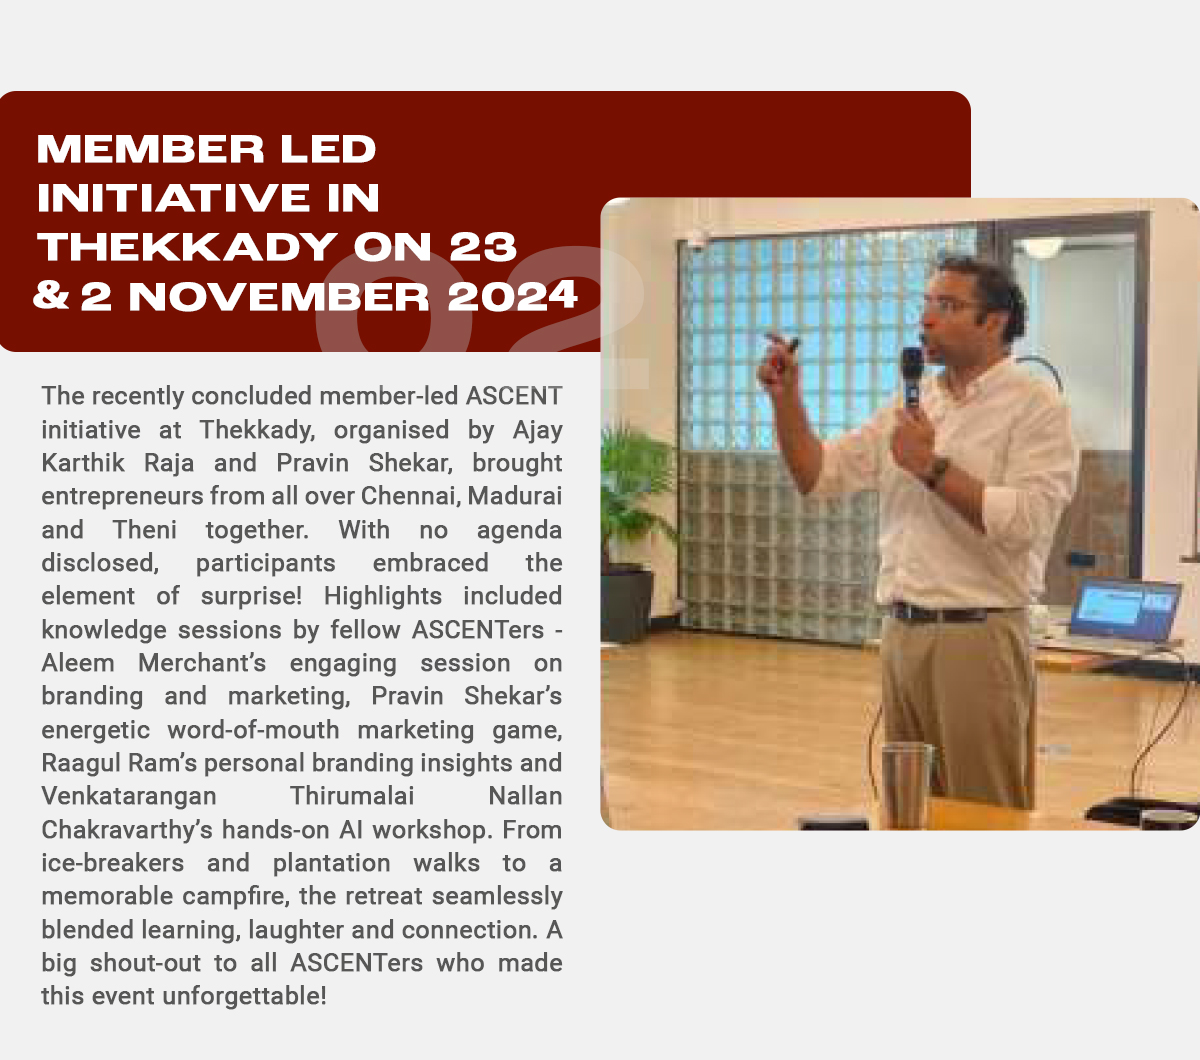 MEMBER LED
INITIATIVE IN
THEKKADY ON 23
& 2 NOVEMBER 2024
02
The recently concluded member-led ASCENT
initiative at Thekkady, organised by Ajay
Karthik Raja and Pravin Shekar, brought
entrepreneurs from all over Chennai, Madurai
and Theni together. With no agenda
disclosed, participants embraced the
element of surprise! Highlights included
knowledge sessions by fellow ASCENTers -
Aleem Merchant’s engaging session on
branding and marketing, Pravin Shekar’s
energetic word-of-mouth marketing game,
Raagul Ram’s personal branding insights and
Venkatarangan Thirumalai Nallan
Chakravarthy’s hands-on AI workshop. From
ice-breakers and plantation walks to a
memorable campfire, the retreat seamlessly
blended learning, laughter and connection. A
big shout-out to all ASCENTers who made
this event unforgettable!